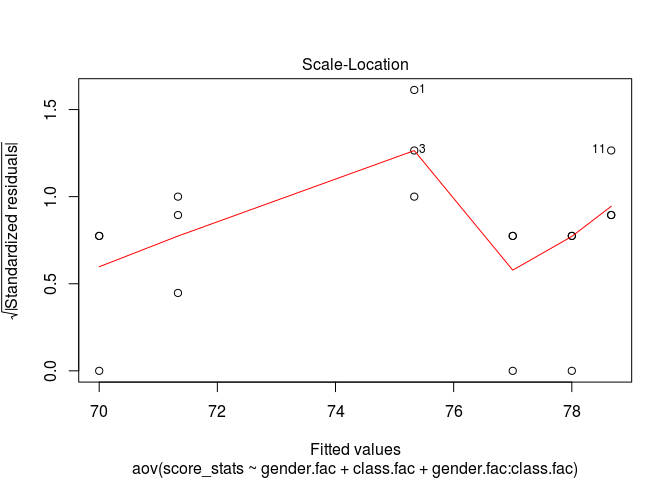 Scale-Location
√|Standardized residuals|
1.5
1.0
0.5
0.0
1
3
11
70 72 74 76 78
Fitted values
aov(score_stats ~ gender.fac + class.fac + gender.fac:class.fac)